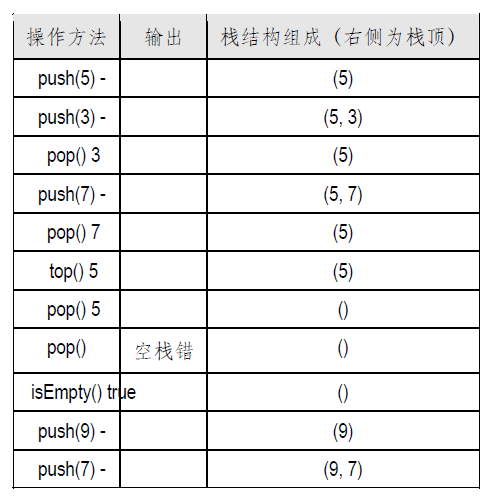 操作方法 输出 栈结构组成（右侧为栈顶）
push(5) - (5)
push(3) - (5, 3)
pop() 3 (5)
push(7) - (5, 7)
pop() 7 (5)
top() 5 (5)
pop() 5 ()
pop() 空栈错 ()
isEmpty() true ()
push(9) - (9)
push(7) - (9, 7)